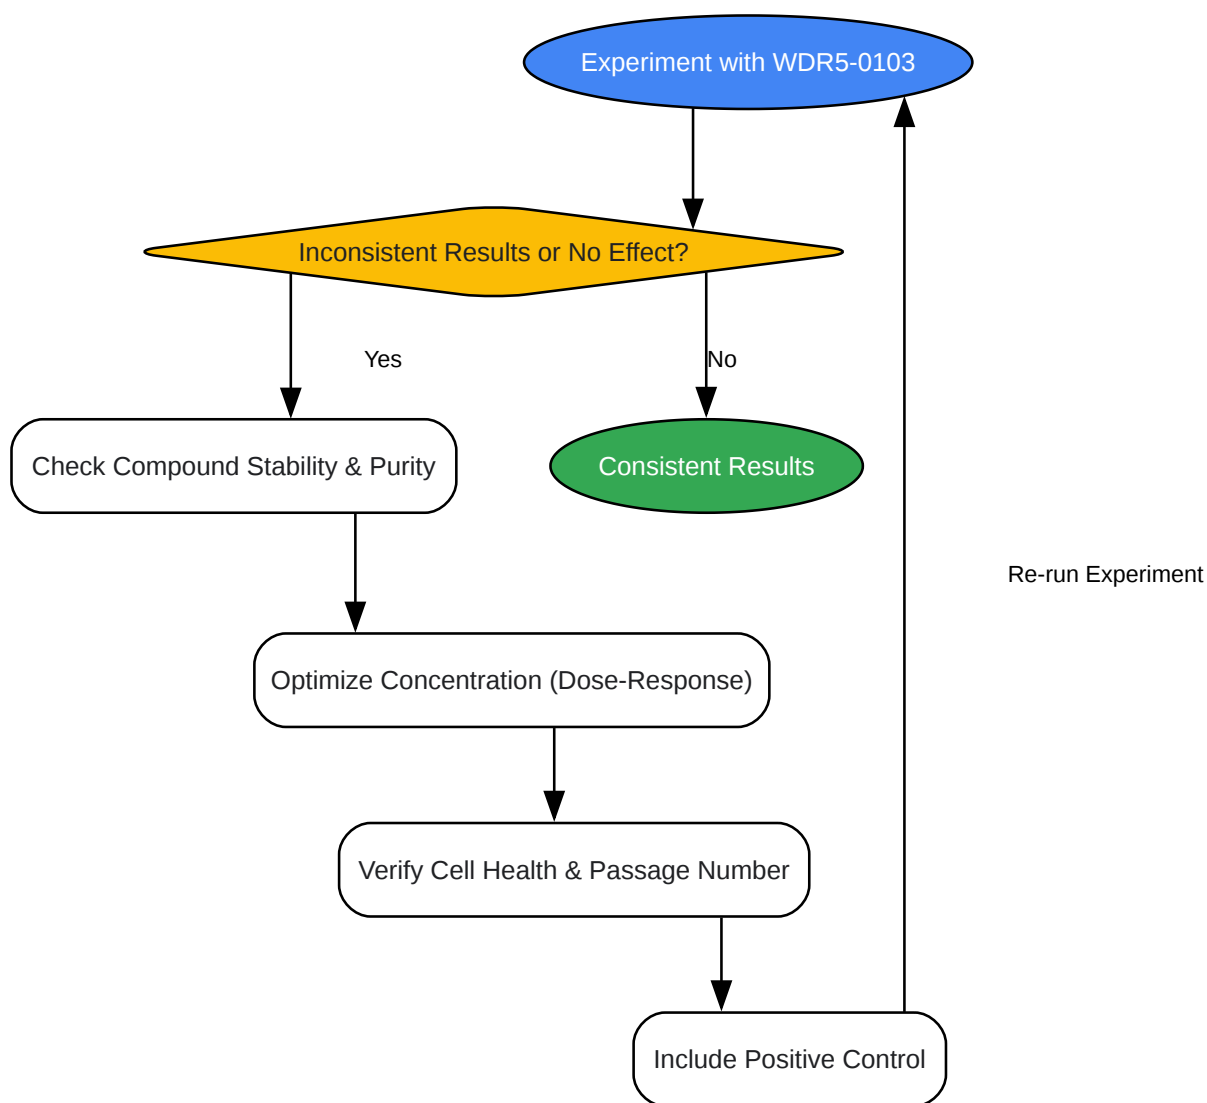 Experiment with WDR5-0103
Inconsistent Results or No Effect?
Yes
No
Check Compound Stability & Purity
Consistent Results
Re-run Experiment
Optimize Concentration (Dose-Response)
Verify Cell Health & Passage Number
Include Positive Control